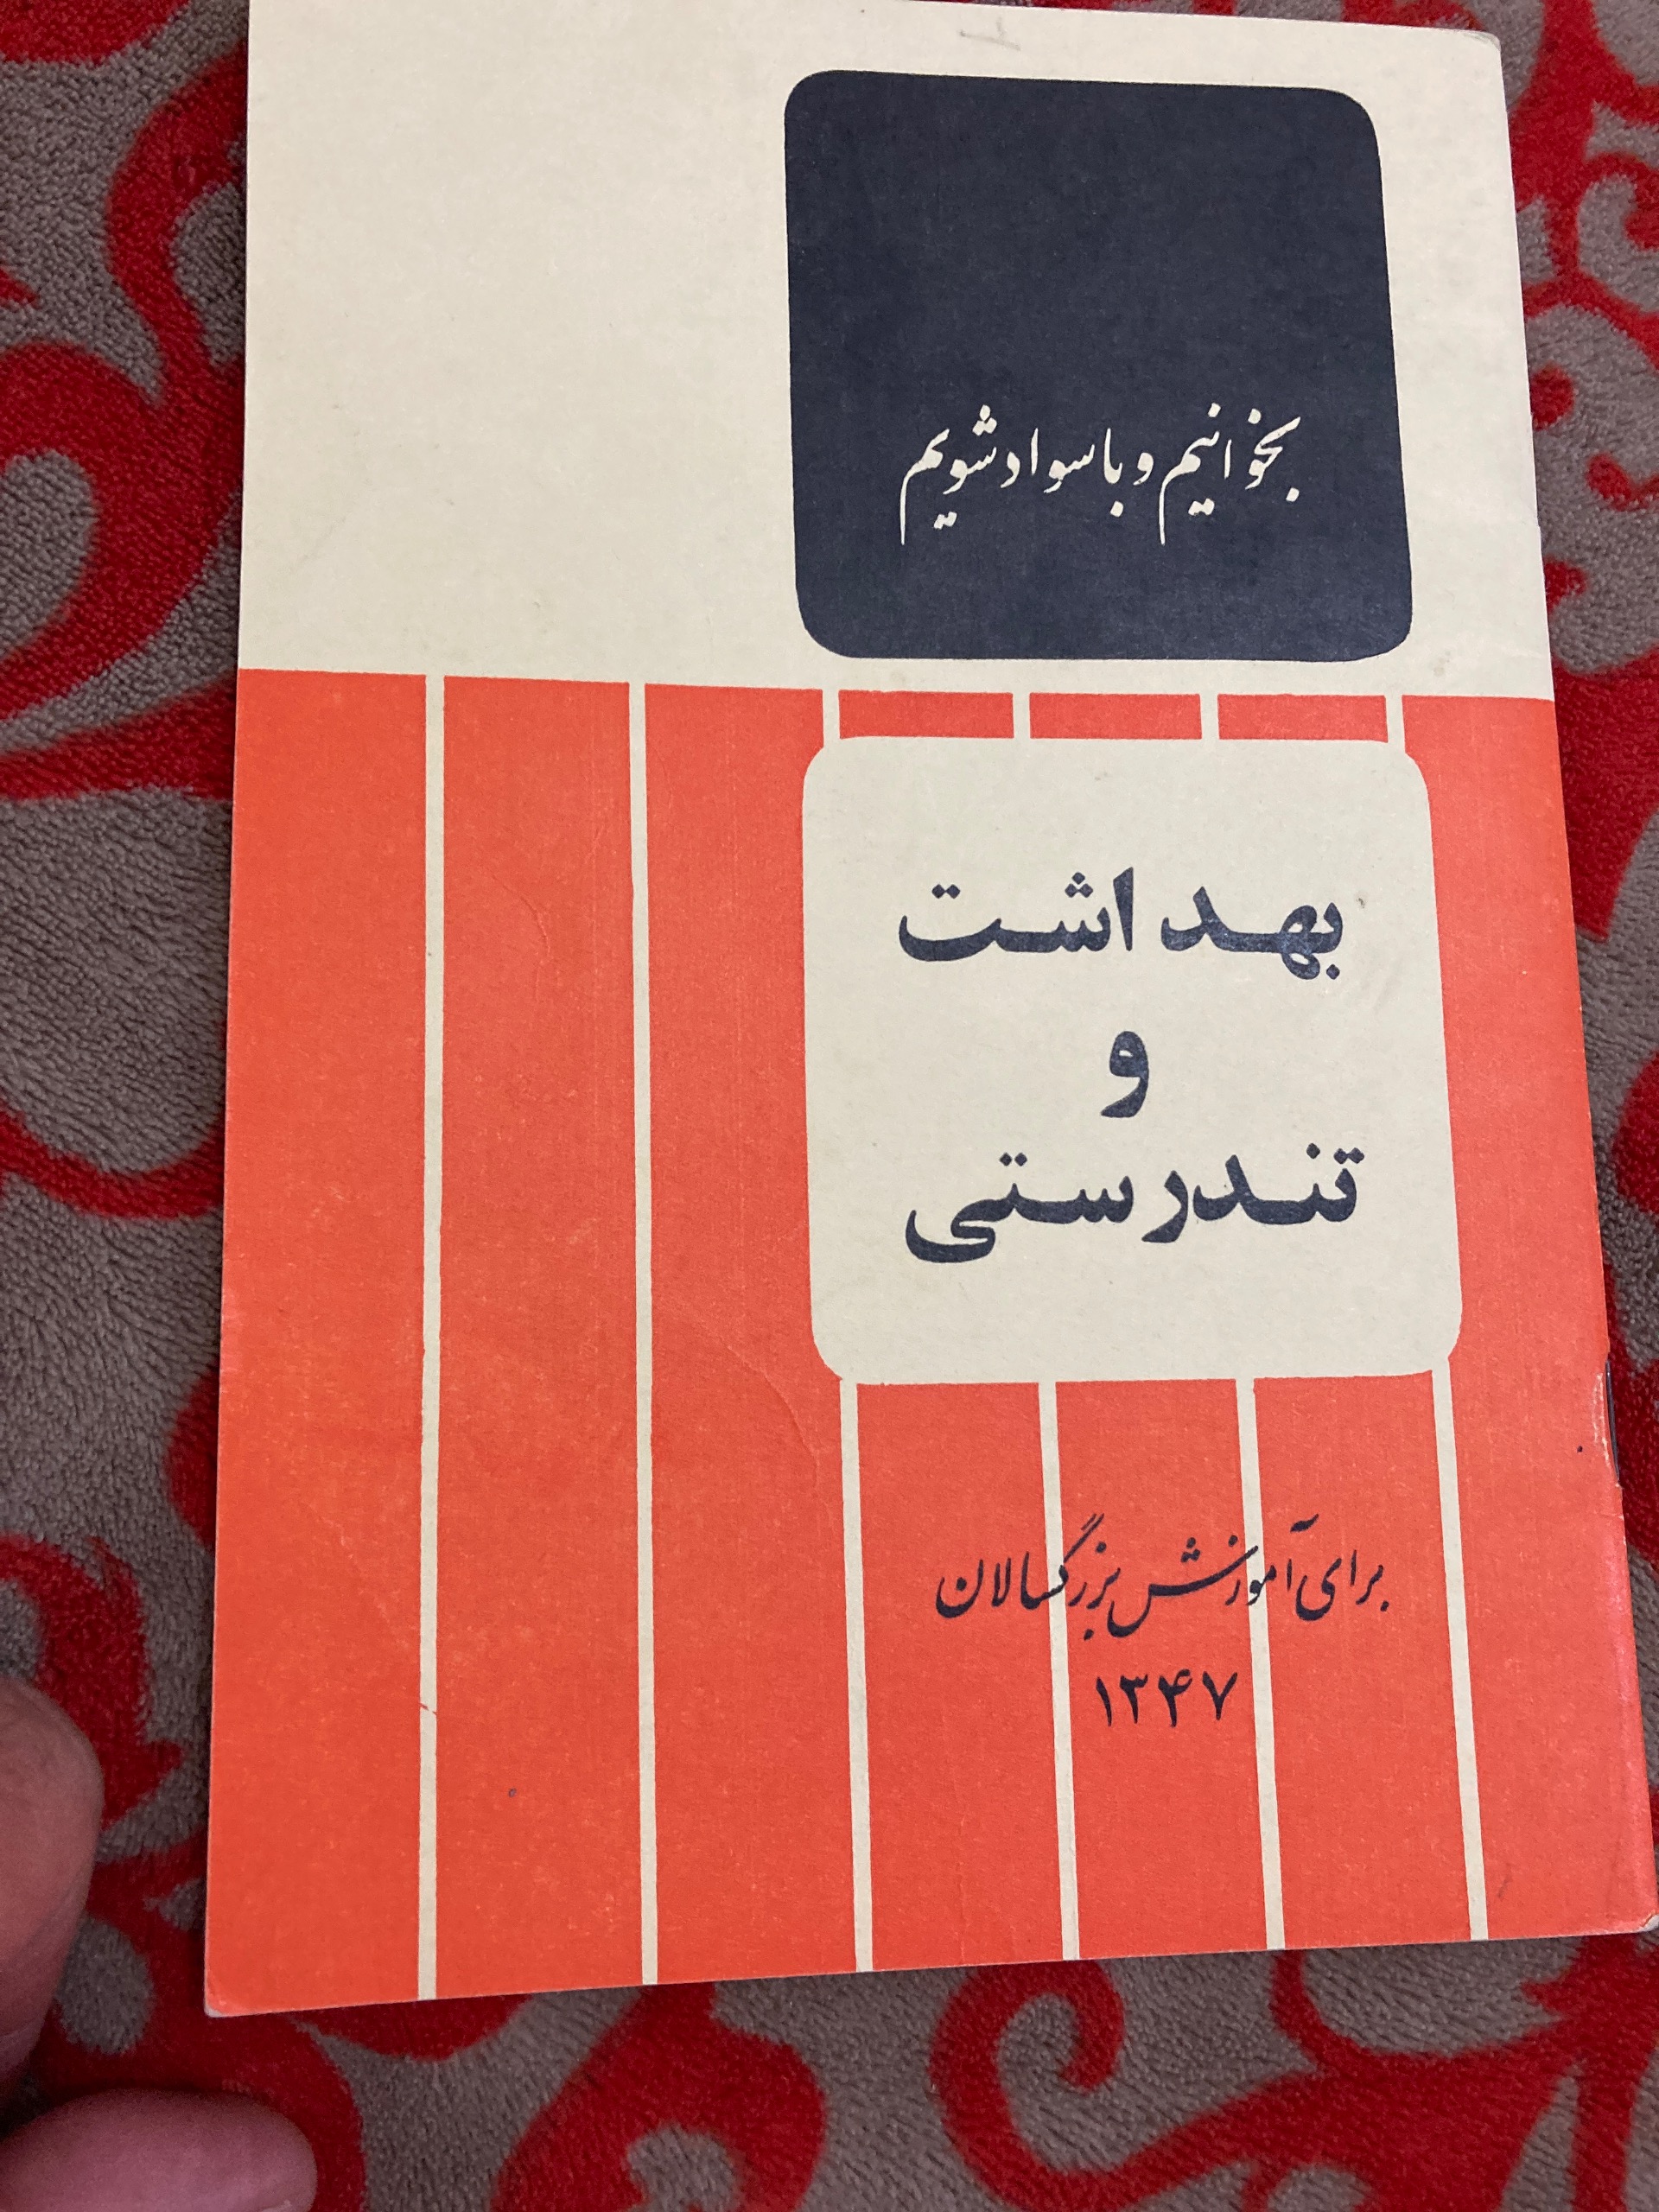 بخوانیم و باسواد شویم
بهداشت
و
تندرستی
برای آموزش بزرگسالان
۱۳۴۷